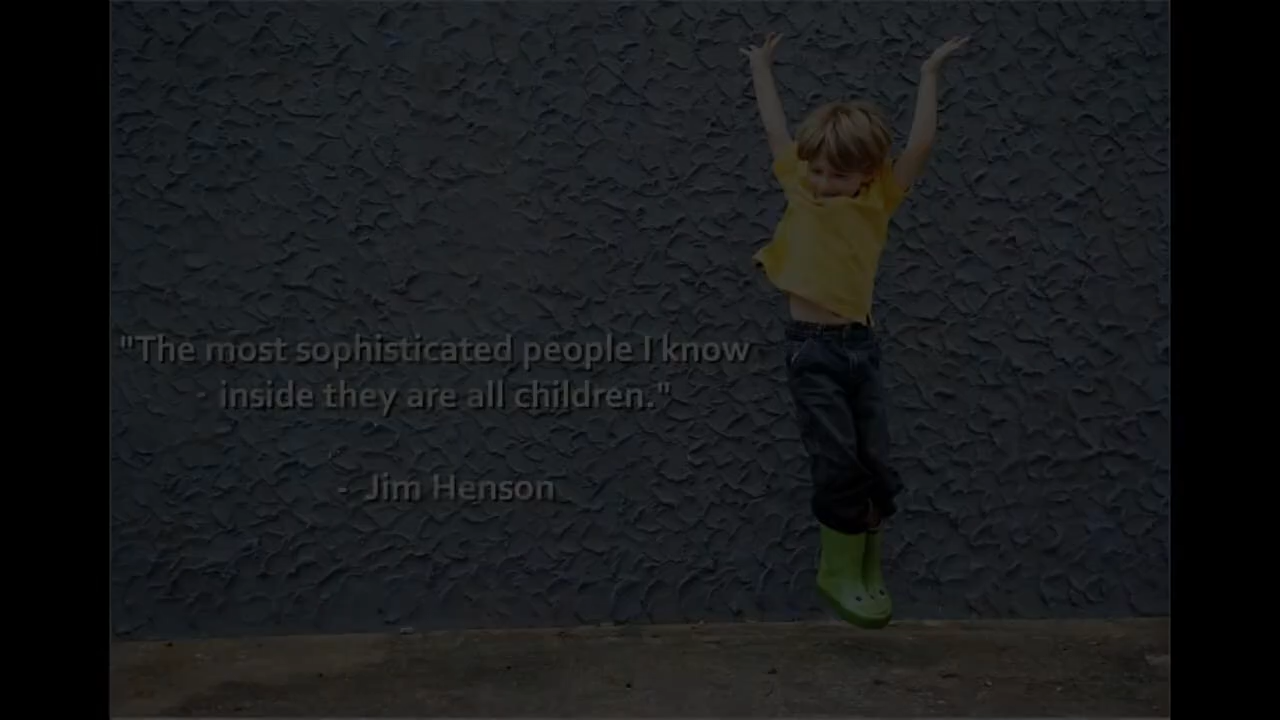 "The most sophisticated people I know
- inside they are all children."
- Jim Henson